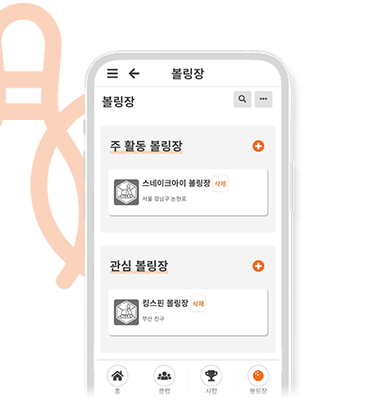 볼링장
볼링장
주 활동 볼링장
스네이크아이 볼링장 삭제
서울 강남구 논현로
관심 볼링장
킹스핀 볼링장 삭제
부산 진구
홈 클럽 시합 볼링장